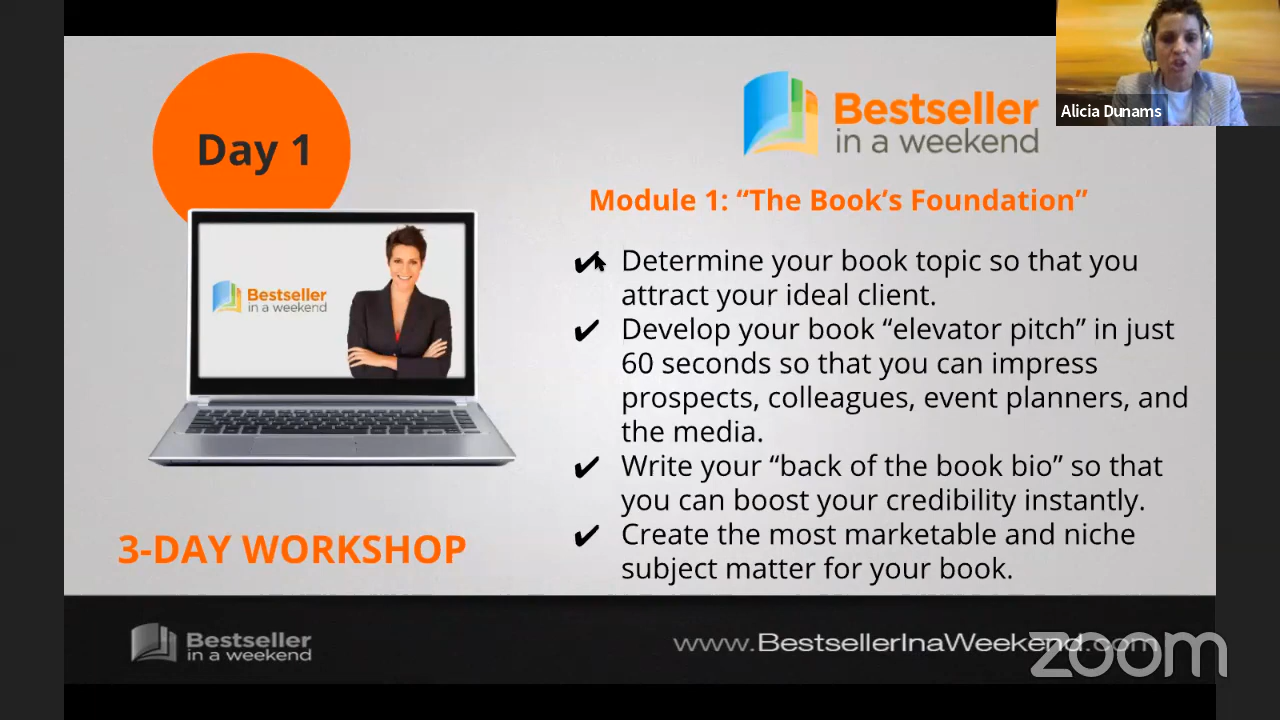 Alicia Dunams
Day 1
Bestseller
in a weekend
Module 1: “The Book’s Foundation”
✔ Determine your book topic so that you
attract your ideal client.
✔ Develop your book “elevator pitch” in just
60 seconds so that you can impress
prospects, colleagues, event planners, and
the media.
✔ Write your “back of the book bio” so that
you can boost your credibility instantly.
✔ Create the most marketable and niche
subject matter for your book.
Bestseller
in a weekend
3-DAY WORKSHOP
Bestseller
in a weekend
www.BestsellerInaWeekend.com
zoom